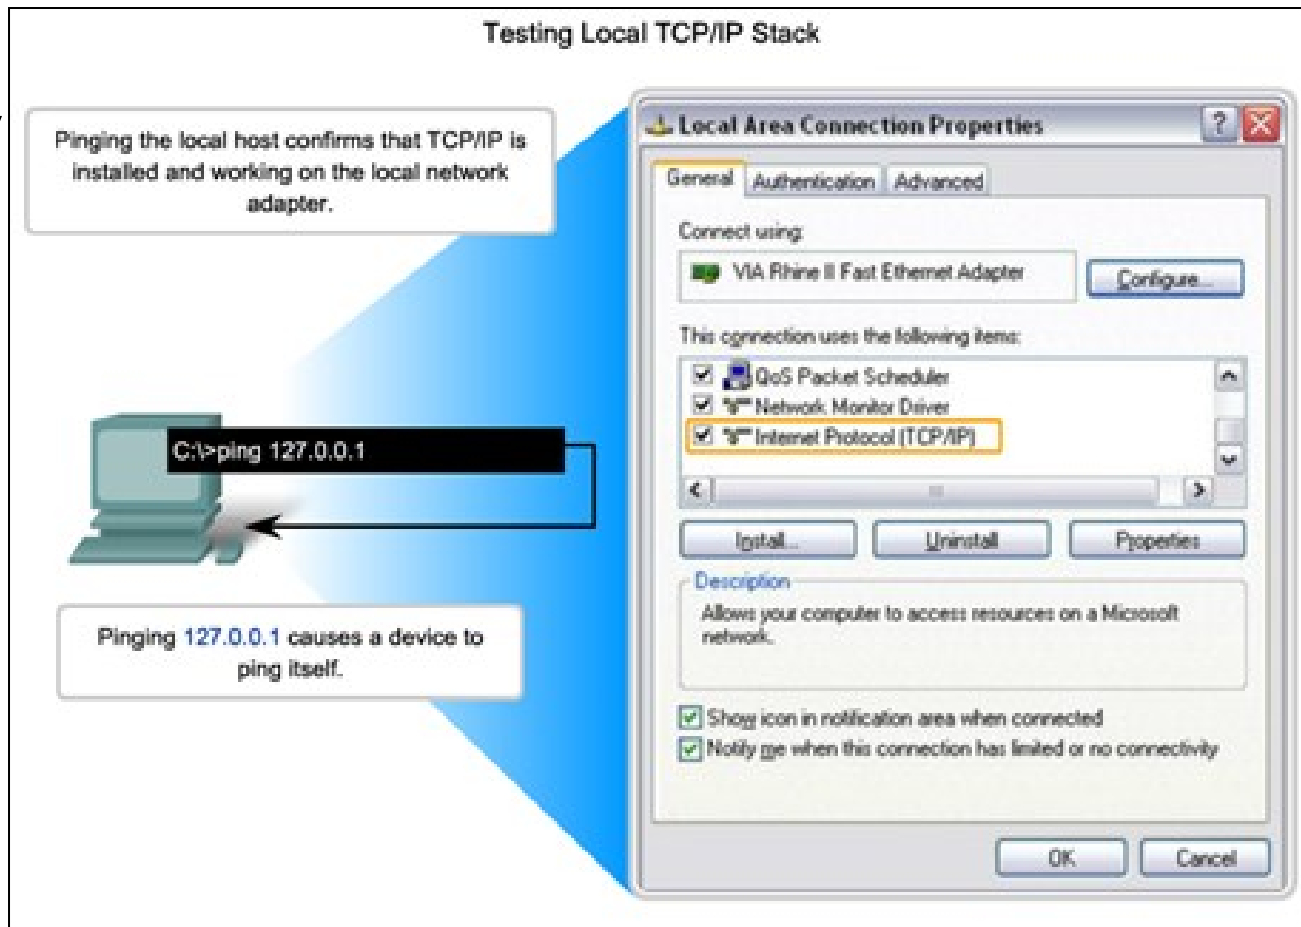 Testing Local TCP/IP Stack
Pinging the local host confirms that TCP/IP is
installed and working on the local network
adapter.
C:\>ping 127.0.0.1
Pinging 127.0.0.1 causes a device to
ping itself.
Local Area Connection Properties
General Authentication Advanced
Connect using:
VIA Rhine II Fast Ethernet Adapter
Configure...
This connection uses the following items:
QoS Packet Scheduler
Network Monitor Driver
Internet Protocol (TCP/IP)
Install... Uninstall Properties
Description
Allows your computer to access resources on a Microsoft
network.
Show icon in notification area when connected
Notify me when this connection has limited or no connectivity
OK Cancel